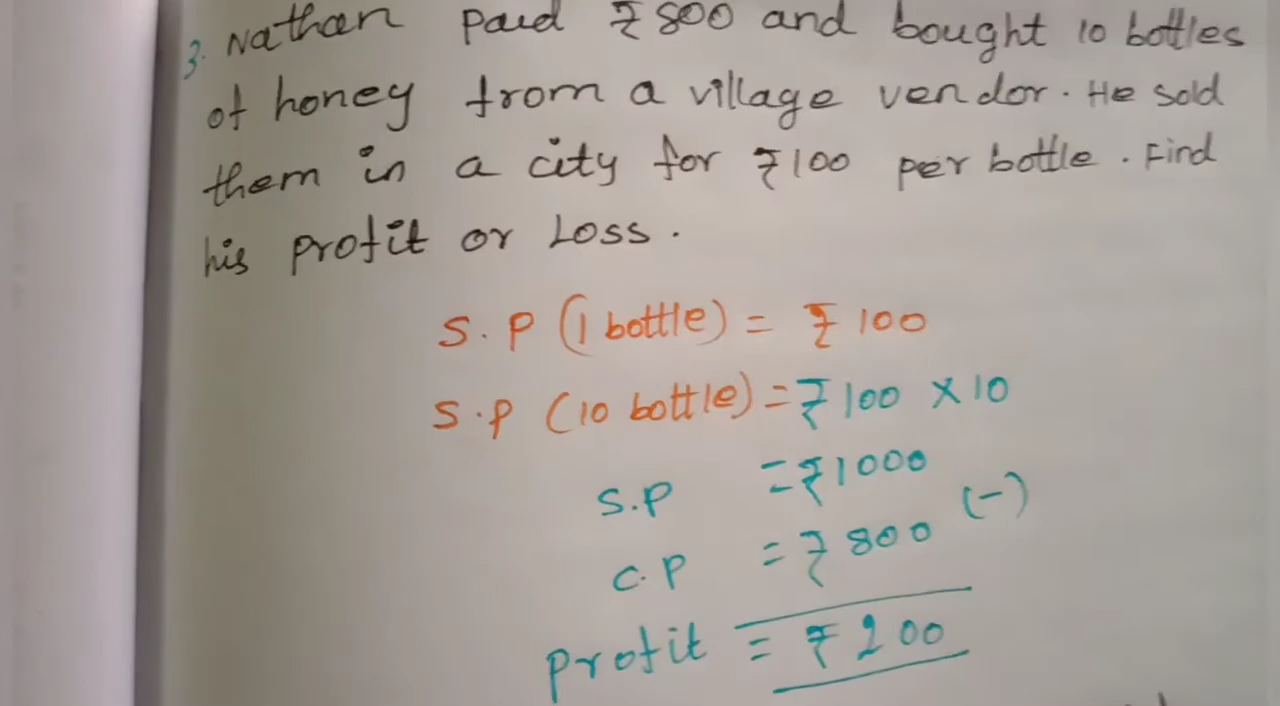 3. Nathan paid ₹800 and bought 10 bottles
of honey from a village vendor. He sold
them in a city for ₹100 per bottle. Find
his profit or Loss.
S.P (1 bottle) = ₹100
S.P (10 bottle) = ₹100 X 10
S.P = ₹1000
(-)
C.P = ₹800
profit = ₹200